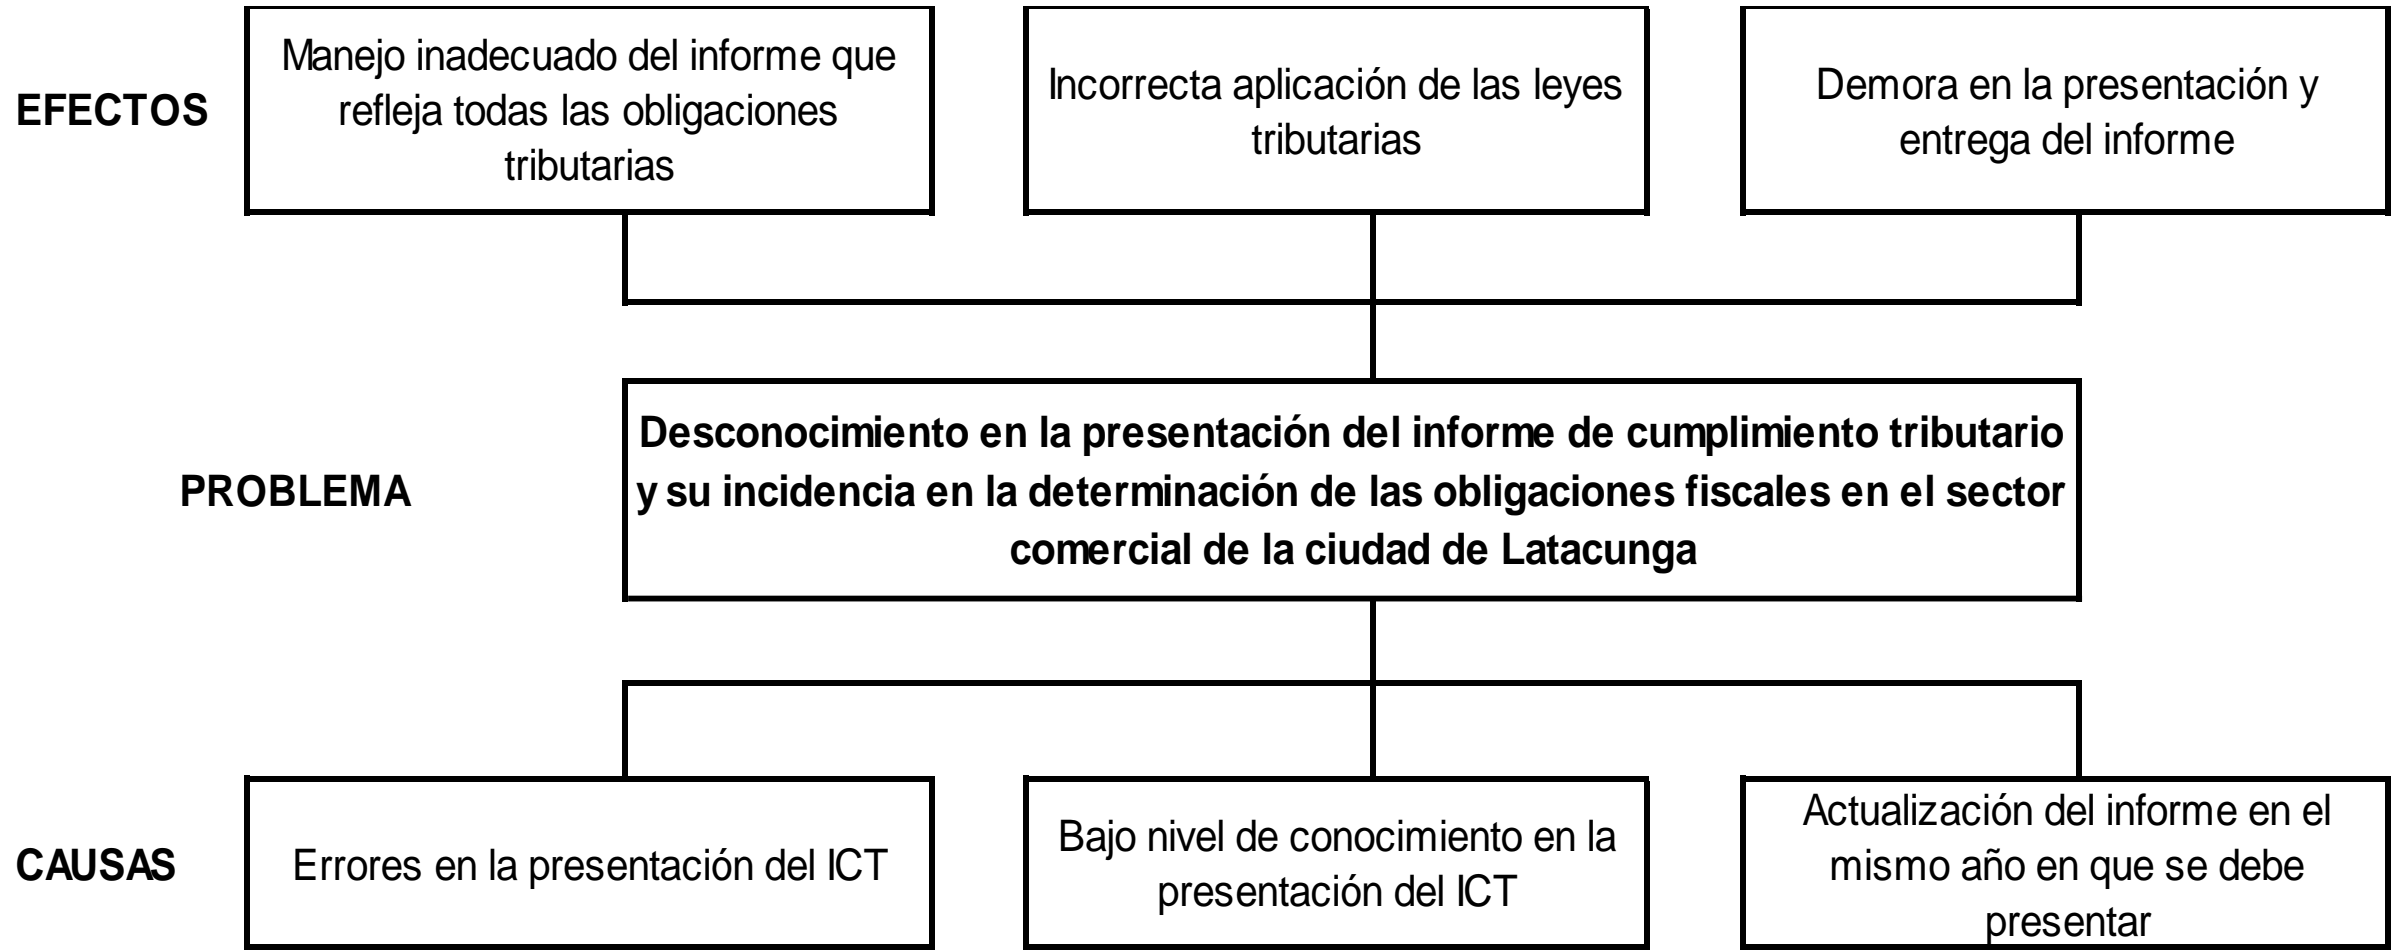 EFECTOS
Manejo inadecuado del informe que
refleja todas las obligaciones
tributarias
Incorrecta aplicación de las leyes
tributarias
Demora en la presentación y
entrega del informe
PROBLEMA
Desconocimiento en la presentación del informe de cumplimiento tributario
y su incidencia en la determinación de las obligaciones fiscales en el sector
comercial de la ciudad de Latacunga
CAUSAS
Errores en la presentación del ICT
Bajo nivel de conocimiento en la
presentación del ICT
Actualización del informe en el
mismo año en que se debe
presentar